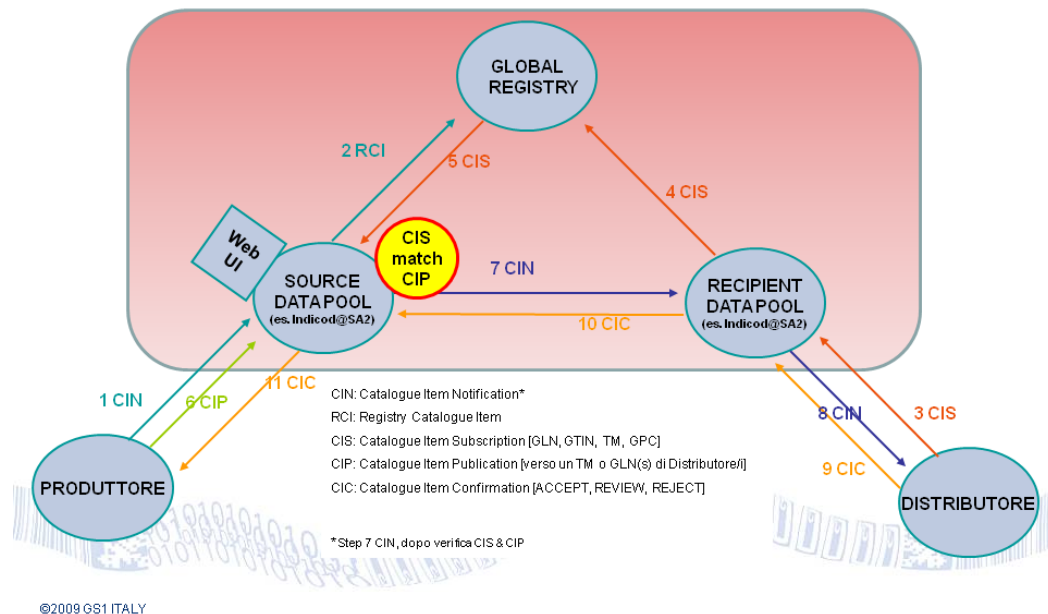 GLOBAL
REGISTRY
2 RCI
5 CIS
4 CIS
Web
UI
CIS
match
CIP
SOURCE
DATA POOL
(es. Indicod@SA2)
7 CIN
RECIPIENT
DATA POOL
(es. Indicod@SA2)
10 CIC
1 CIN
6 CIP
11 CIC
8 CIN
3 CIS
9 CIC
PRODUTTORE
DISTRIBUTORE
CIN: Catalogue Item Notification*
RCI: Registry Catalogue Item
CIS: Catalogue Item Subscription [GLN, GTIN, TM, GPC]
CIP: Catalogue Item Publication [verso un TM o GLN(s) di Distributore/i]
CIC: Catalogue Item Confirmation [ACCEPT, REVIEW, REJECT]
*Step 7 CIN, dopo verifica CIS & CIP
©2009 GS1 ITALY